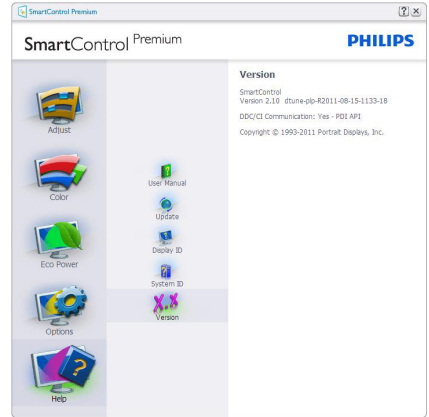 SmartControl Premium
SmartControl Premium
PHILIPS
Adjust
Color
Eco Power
Options
Help
User Manual
Update
Display ID
System ID
X.X
Version
Version
SmartControl
Version 2.10 dtune-plp-R2011-08-15-1133-18
DDC/CI Communication: Yes - PDI API
Copyright © 1993-2011 Portrait Displays, Inc.